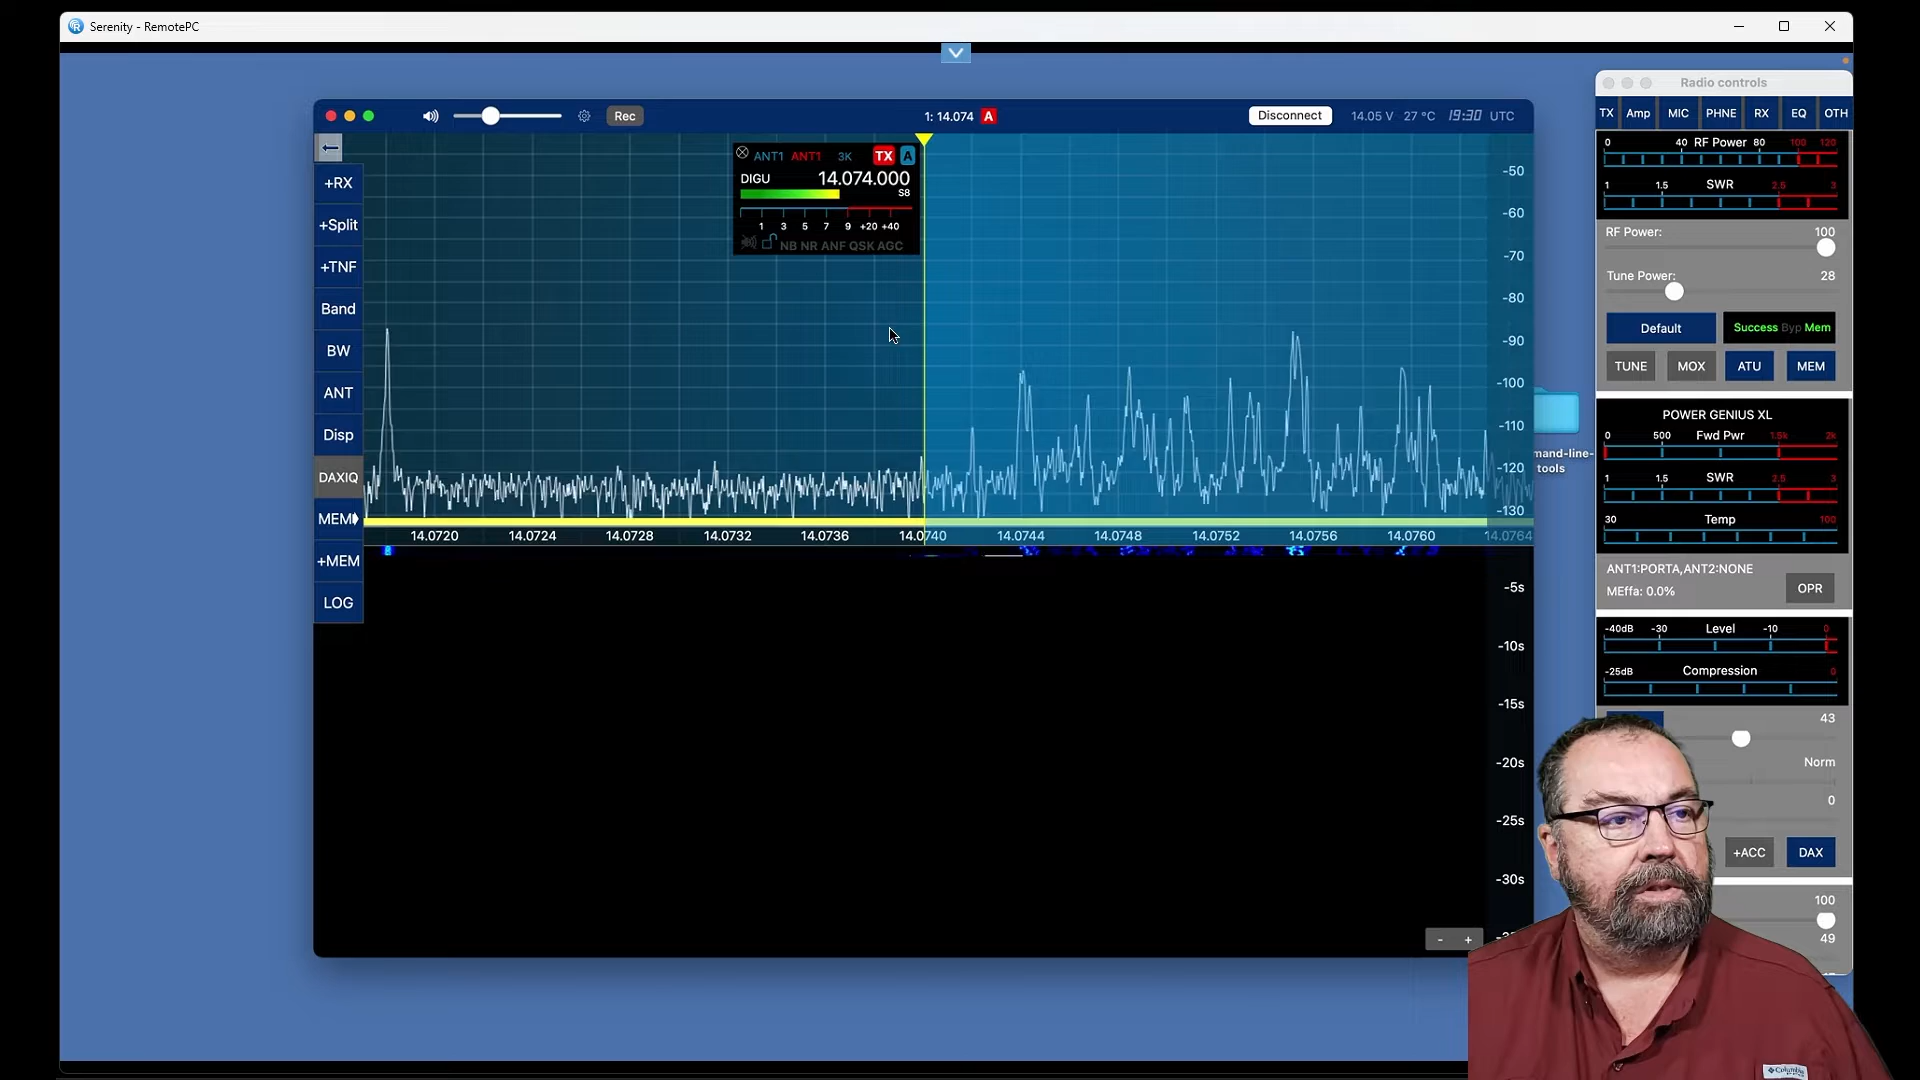 Serenity - RemotePC
Rec
1: 14.074 A
Disconnect
14.05 V 27 °C 19:30 UTC
+RX
+Split
+TNF
Band
BW
ANT
Disp
DAXIQ
MEM
+MEM
LOG
ANT1 ANT1 3K TX A
DIGU 14.074.000
S8
1 3 5 7 9 +20 +40
NB NR ANF QSK AGC
-50
-60
-70
-80
-90
-100
-110
-120
-130
14.0720 14.0724 14.0728 14.0732 14.0736 14.0740 14.0744 14.0748 14.0752 14.0756 14.0760 14.0764
-5s
-10s
-15s
-20s
-25s
-30s
- +
mand-line-
tools
Radio controls
TX Amp MIC PHNE RX EQ OTH
0 40 RF Power 80 100 120
1 1.5 SWR 2.5 3
RF Power: 100
Tune Power: 28
Default Success Byp Mem
TUNE MOX ATU MEM
POWER GENIUS XL
0 500 Fwd Pwr 1.5k 2k
1 1.5 SWR 2.5 3
30 Temp 100
ANT1:PORTA,ANT2:NONE
MEffa: 0.0% OPR
-40dB -30 Level -10 0
-25dB Compression 0
43
Norm
0
+ACC DAX
100
49
Columbia